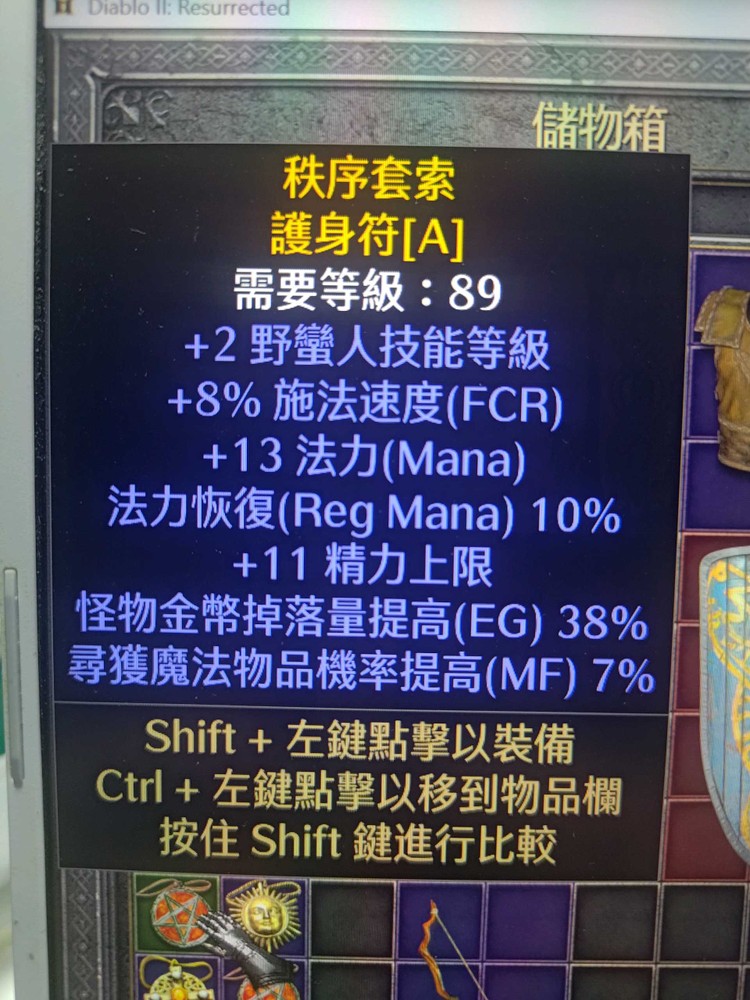 Diablo II: Resurrected
儲物箱
秩序套索
護身符[A]
需要等級：89
+2 野蠻人技能等級
+8% 施法速度(FCR)
+13 法力(Mana)
法力恢復(Reg Mana) 10%
+11 精力上限
怪物金幣掉落量提高(EG) 38%
尋獲魔法物品機率提高(MF) 7%
Shift + 左鍵點擊以裝備
Ctrl + 左鍵點擊以移到物品欄
按住 Shift 鍵進行比較